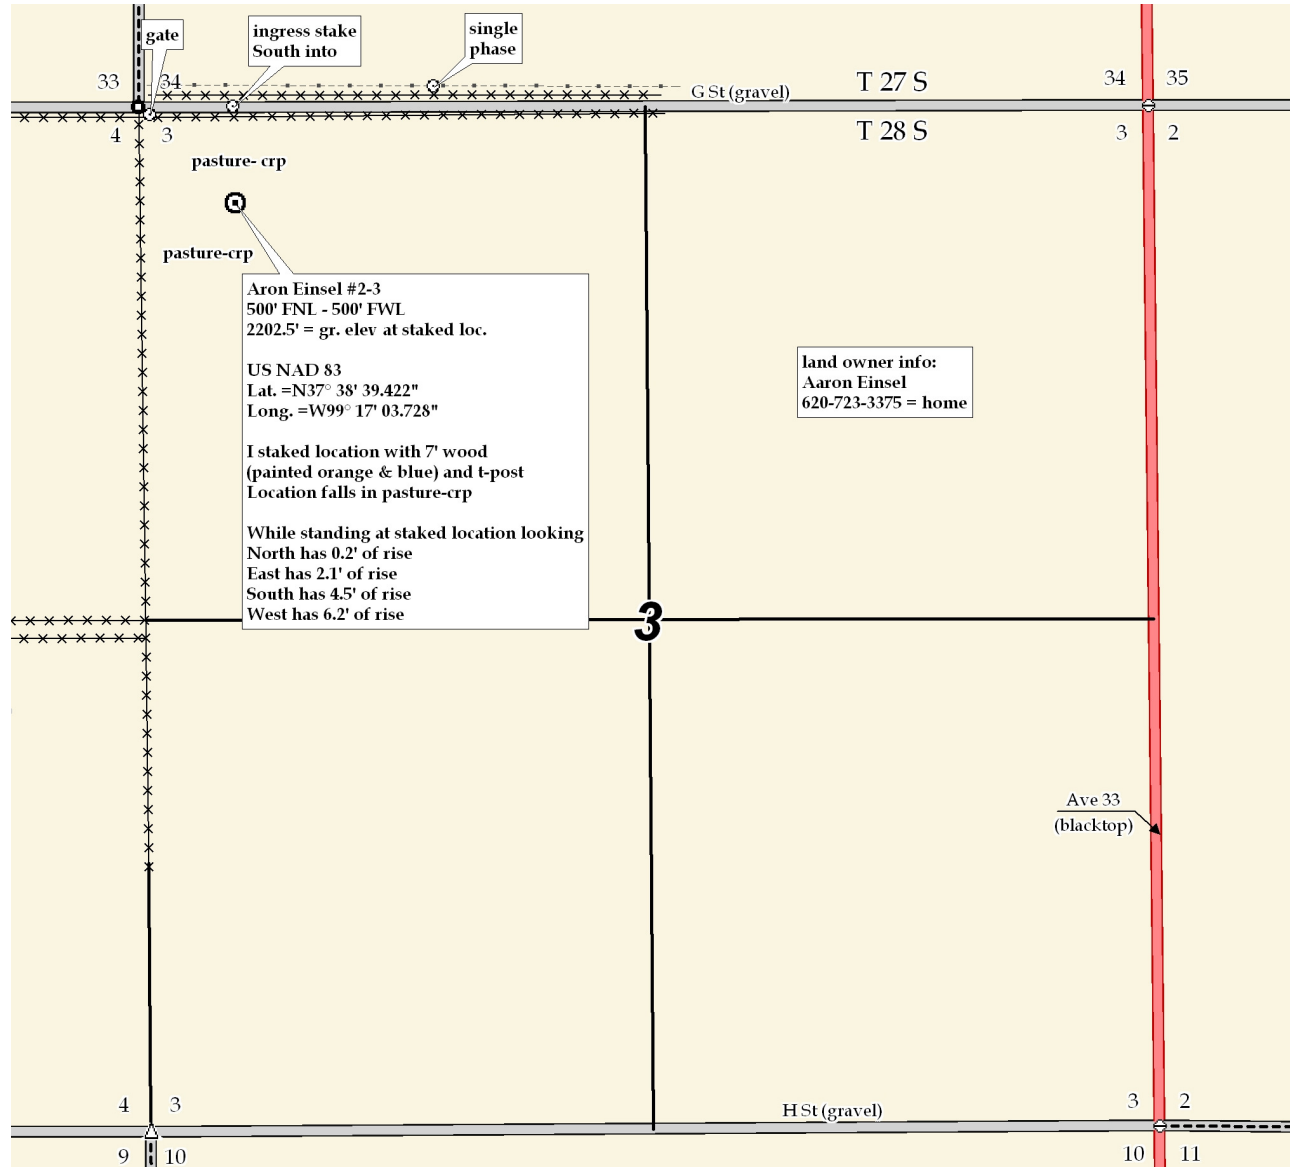 gate
ingress stake
South into
single
phase
33
34
G St (gravel)
T 27 S
34
35
4
3
T 28 S
3
2
pasture- crp
pasture-crp
Aron Einsel #2-3
500' FNL - 500' FWL
2202.5' = gr. elev at staked loc.
US NAD 83
Lat. =N37° 38' 39.422"
Long. =W99° 17' 03.728"
I staked location with 7' wood
(painted orange & blue) and t-post
Location falls in pasture-crp
While standing at staked location looking
North has 0.2' of rise
East has 2.1' of rise
South has 4.5' of rise
West has 6.2' of rise
land owner info:
Aaron Einsel
620-723-3375 = home
3
Ave 33
(blacktop)
4
3
H St (gravel)
3
2
9
10
10
11